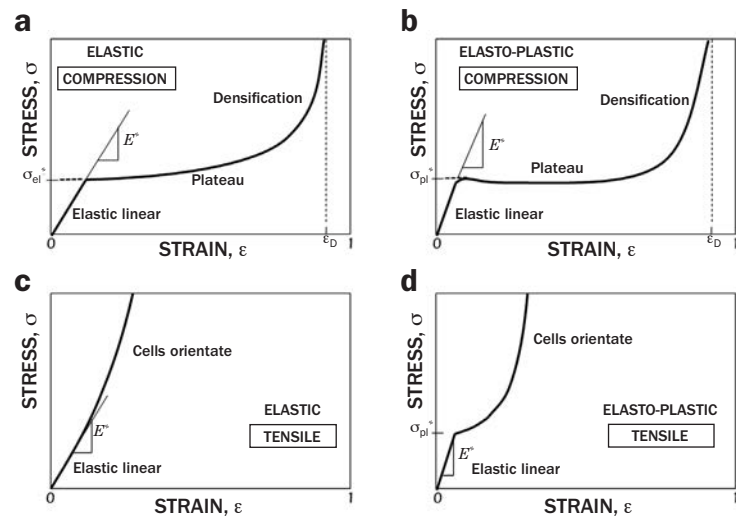 a
ELASTIC
COMPRESSION
STRESS, σ
Densification
E*
σel*
Plateau
Elastic linear
0
εD
1
STRAIN, ε
b
ELASTO-PLASTIC
COMPRESSION
STRESS, σ
Densification
E*
σpl*
Plateau
Elastic linear
0
εD
1
STRAIN, ε
c
STRESS, σ
Cells orientate
ELASTIC
TENSILE
E*
Elastic linear
0
1
STRAIN, ε
d
STRESS, σ
Cells orientate
ELASTO-PLASTIC
TENSILE
σpl*
E*
Elastic linear
0
1
STRAIN, ε